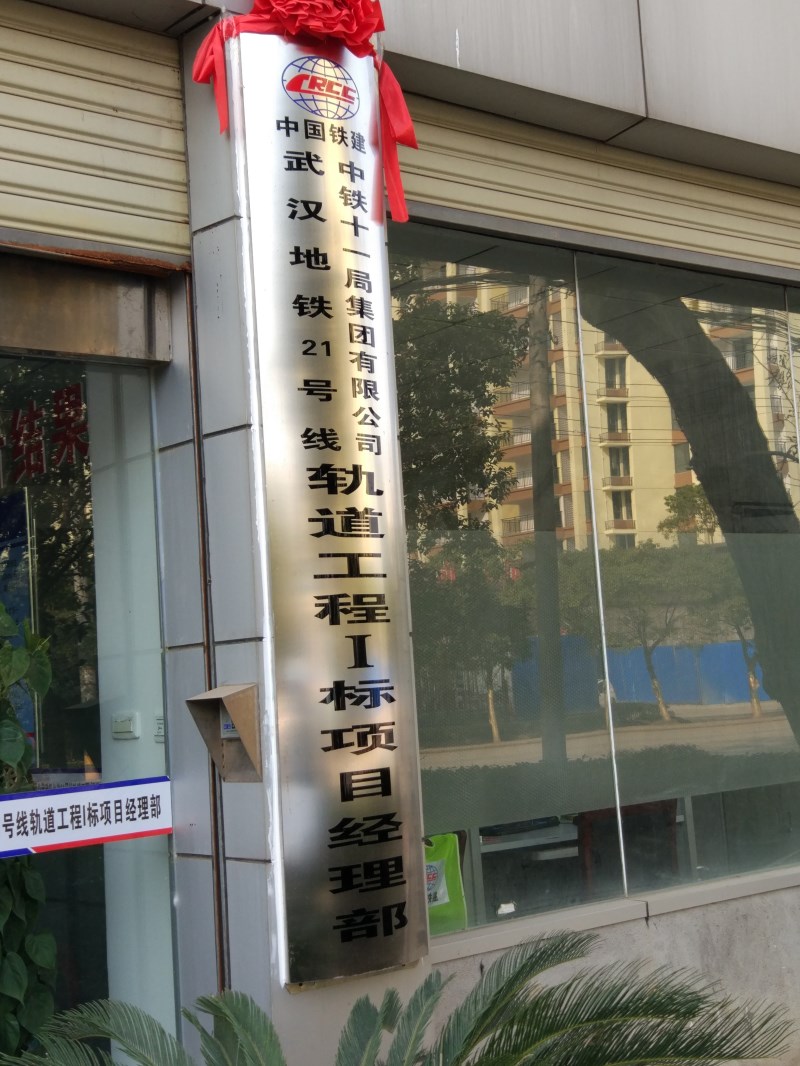 CRCC
中国铁建
中铁十一局集团有限公司
武汉地铁21号线
轨道工程I标项目经理部
结果
号线轨道工程I标项目经理部